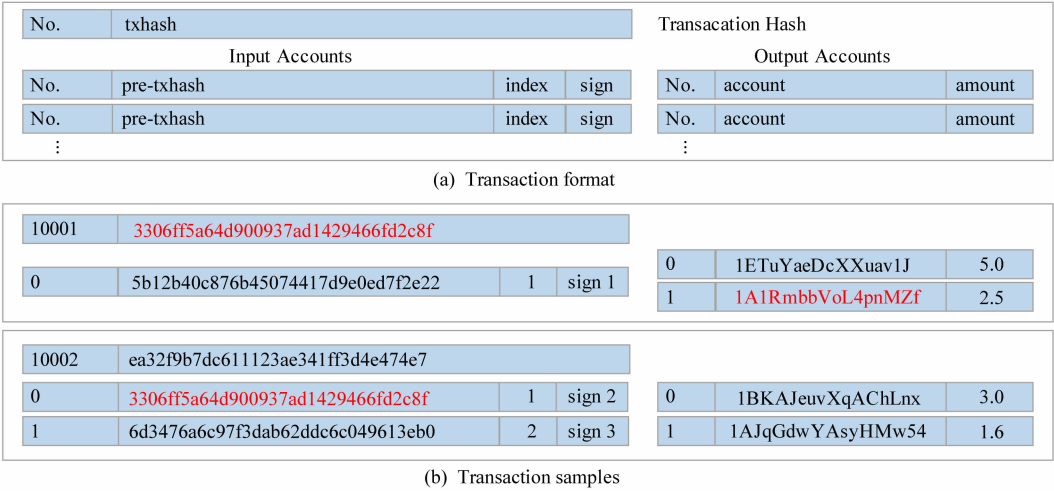 No. txhash Transacation Hash
Input Accounts Output Accounts
No. pre-txhash index sign No. account amount
No. pre-txhash index sign No. account amount
⋮ ⋮
(a) Transaction format
10001 3306ff5a64d900937ad1429466fd2c8f
0 1ETuYaeDcXXuav1J 5.0
0 5b12b40c876b45074417d9e0ed7f2e22 1 sign 1
1 1A1RmbbVoL4pnMZf 2.5
10002 ea32f9b7dc611123ae341ff3d4e474e7
0 3306ff5a64d900937ad1429466fd2c8f 1 sign 2 0 1BKAJeuvXqAChLnx 3.0
1 6d3476a6c97f3dab62ddc6c049613eb0 2 sign 3 1 1AJqGdwYAsyHMw54 1.6
(b) Transaction samples